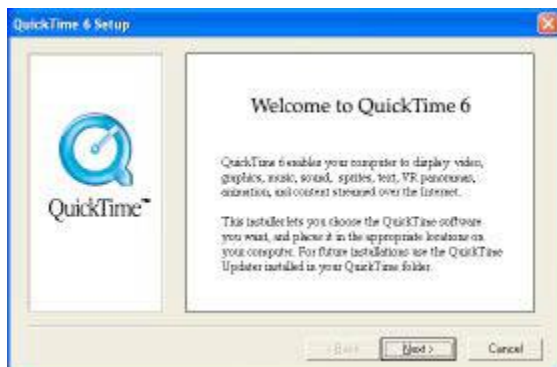 QuickTime 6 Setup
QuickTime™
Welcome to QuickTime 6
QuickTime 6 enables your computer to display video,
graphics, music, sound, sprites, text, VR panoramas,
animation, and content streamed over the Internet.
This installer lets you choose the QuickTime software
you want, and places it in the appropriate locations on
your computer. For future installations use the QuickTime
Updater installed in your QuickTime folder.
< Back
Next >
Cancel